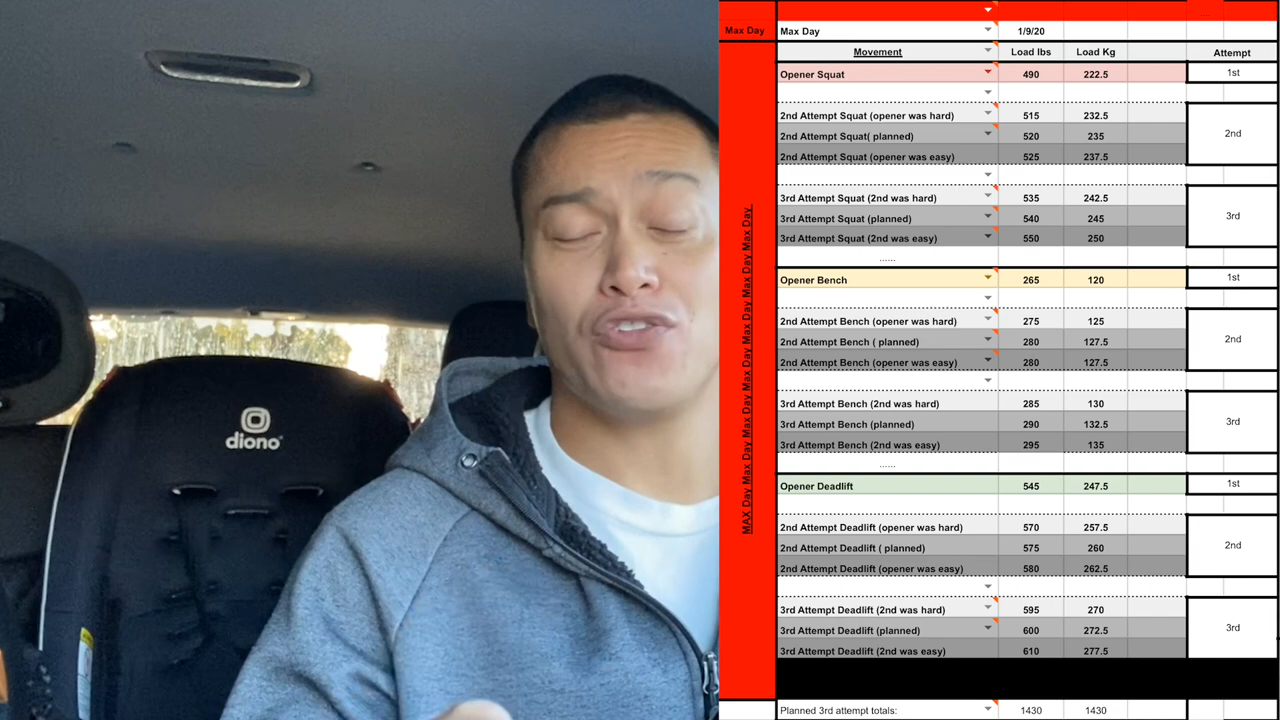 diono
Max Day Max Day 1/9/20
Movement Load lbs Load Kg Attempt
Opener Squat 490 222.5 1st
2nd Attempt Squat (opener was hard) 515 232.5
2nd Attempt Squat( planned) 520 235 2nd
2nd Attempt Squat (opener was easy) 525 237.5
3rd Attempt Squat (2nd was hard) 535 242.5
3rd Attempt Squat (planned) 540 245 3rd
3rd Attempt Squat (2nd was easy) 550 250
......
Opener Bench 265 120 1st
2nd Attempt Bench (opener was hard) 275 125
2nd Attempt Bench ( planned) 280 127.5 2nd
2nd Attempt Bench (opener was easy) 280 127.5
3rd Attempt Bench (2nd was hard) 285 130
3rd Attempt Bench (planned) 290 132.5 3rd
3rd Attempt Bench (2nd was easy) 295 135
......
Opener Deadlift 545 247.5 1st
2nd Attempt Deadlift (opener was hard) 570 257.5
2nd Attempt Deadlift ( planned) 575 260 2nd
2nd Attempt Deadlift (opener was easy) 580 262.5
3rd Attempt Deadlift (2nd was hard) 595 270
3rd Attempt Deadlift (planned) 600 272.5 3rd
3rd Attempt Deadlift (2nd was easy) 610 277.5
Planned 3rd attempt totals: 1430 1430
MAX Day Max Day Max Day Max Day Max Day Max Day Max Day